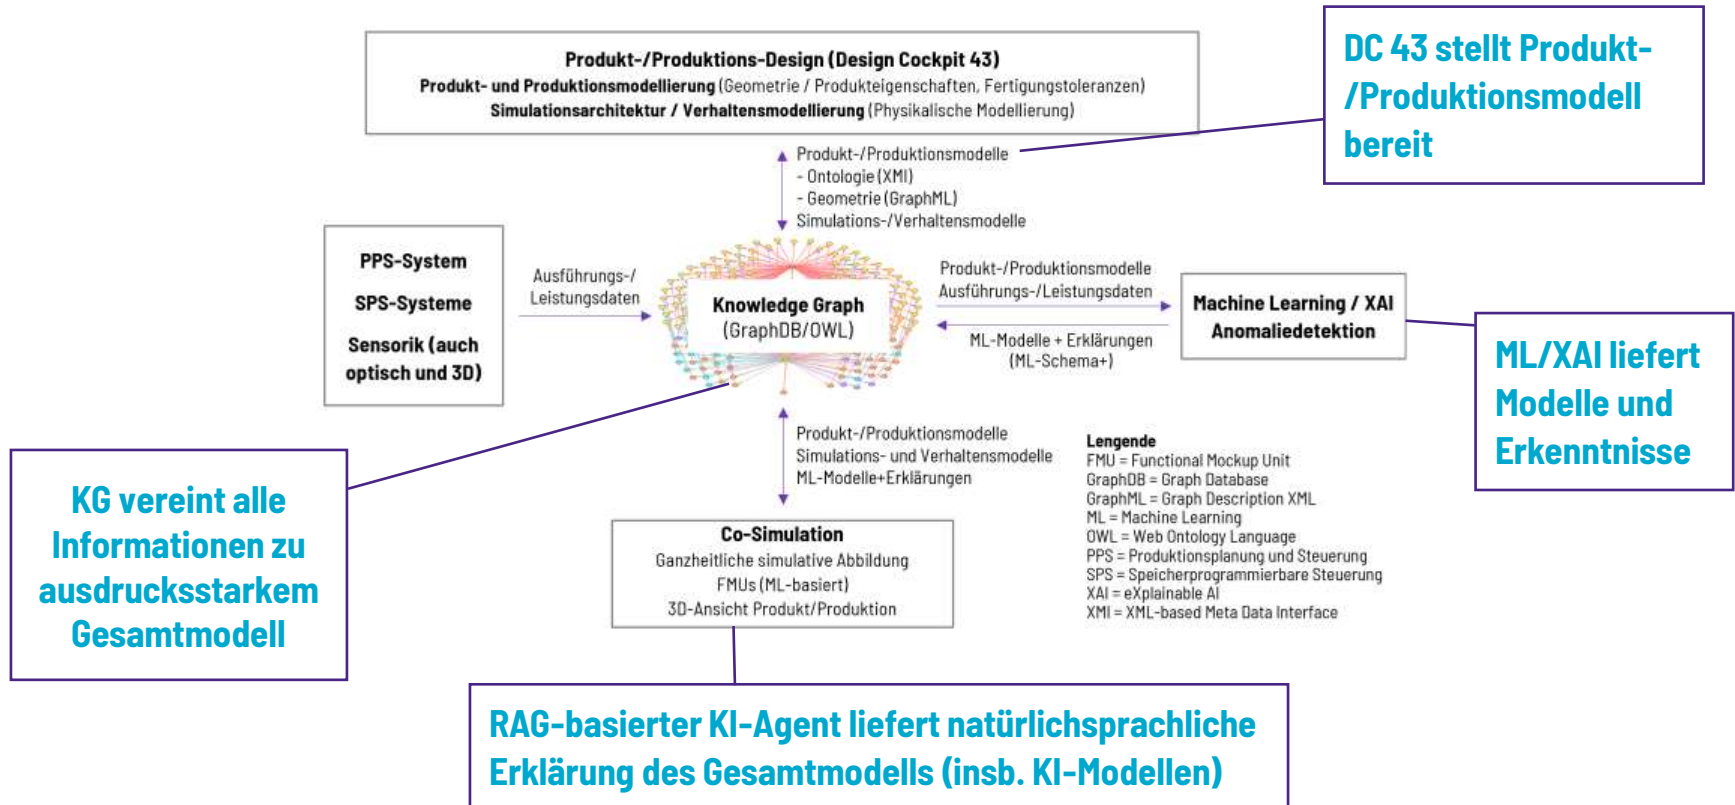 Produkt-/Produktions-Design (Design Cockpit 43)
Produkt- und Produktionsmodellierung (Geometrie / Produkteigenschaften, Fertigungstoleranzen)
Simulationsarchitektur / Verhaltensmodellierung (Physikalische Modellierung)
DC 43 stellt Produkt-
/Produktionsmodell
bereit
Produkt-/Produktionsmodelle
- Ontologie (XMI)
- Geometrie (GraphML)
Simulations-/Verhaltensmodelle
PPS-System
SPS-Systeme
Sensorik (auch
optisch und 3D)
Ausführungs-/
Leistungsdaten
Knowledge Graph
(GraphDB/OWL)
Produkt-/Produktionsmodelle
Ausführungs-/Leistungsdaten
ML-Modelle + Erklärungen
(ML-Schema+)
Machine Learning / XAI
Anomaliedetektion
ML/XAI liefert
Modelle und
Erkenntnisse
KG vereint alle
Informationen zu
ausdrucksstarkem
Gesamtmodell
Produkt-/Produktionsmodelle
Simulations- und Verhaltensmodelle
ML-Modelle+Erklärungen
Lengende
FMU = Functional Mockup Unit
GraphDB = Graph Database
GraphML = Graph Description XML
ML = Machine Learning
OWL = Web Ontology Language
PPS = Produktionsplanung und Steuerung
SPS = Speicherprogrammierbare Steuerung
XAI = eXplainable AI
XMI = XML-based Meta Data Interface
Co-Simulation
Ganzheitliche simulative Abbildung
FMUs (ML-basiert)
3D-Ansicht Produkt/Produktion
RAG-basierter KI-Agent liefert natürlichsprachliche
Erklärung des Gesamtmodells (insb. KI-Modellen)